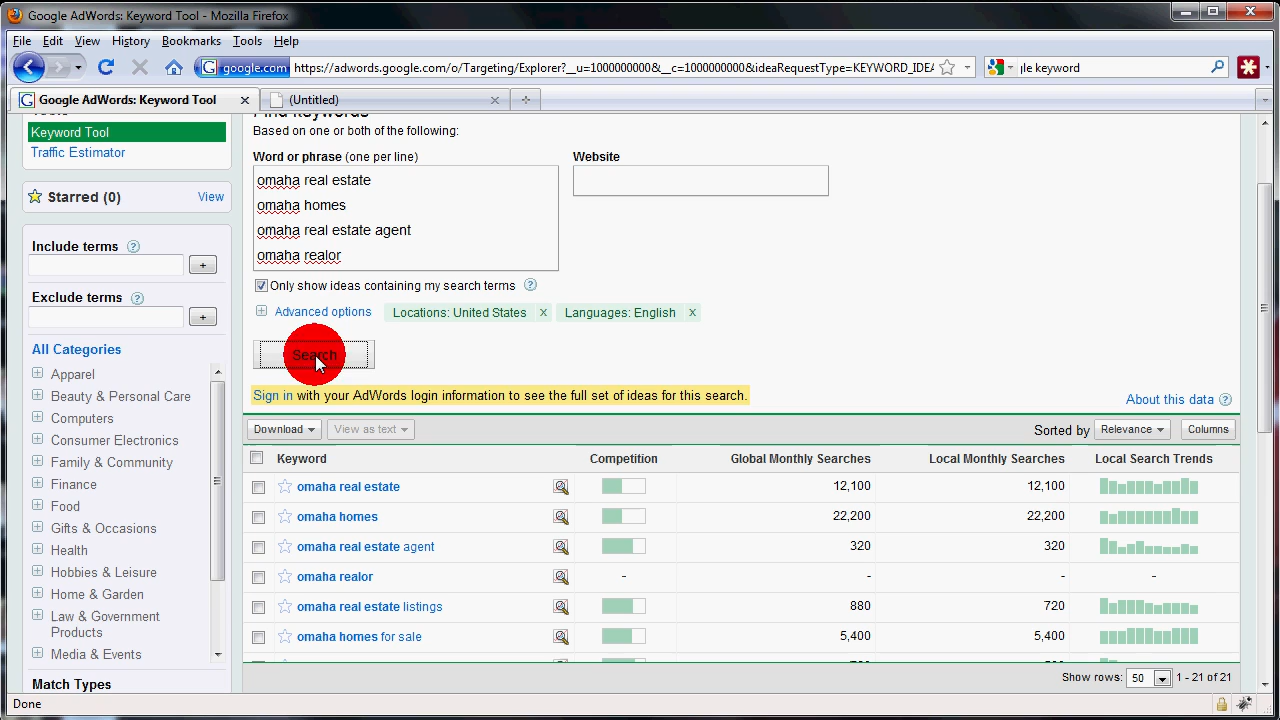 Google AdWords: Keyword Tool - Mozilla Firefox
File Edit View History Bookmarks Tools Help
google.com https://adwords.google.com/o/Targeting/Explorer?__u=1000000000&__c=1000000000&ideaRequestType=KEYWORD_IDEA
le keyword
Google AdWords: Keyword Tool
(Untitled)
Keyword Tool
Traffic Estimator
Starred (0) View
Include terms ?
+
Exclude terms ?
+
All Categories
Apparel
Beauty & Personal Care
Computers
Consumer Electronics
Family & Community
Finance
Food
Gifts & Occasions
Health
Hobbies & Leisure
Home & Garden
Law & Government
Products
Media & Events
Match Types
Find keywords
Based on one or both of the following:
Word or phrase (one per line) Website
omaha real estate
omaha homes
omaha real estate agent
omaha realor
Only show ideas containing my search terms ?
Advanced options Locations: United States x Languages: English x
Search
Sign in with your AdWords login information to see the full set of ideas for this search.
About this data ?
Download View as text Sorted by Relevance Columns
Keyword Competition Global Monthly Searches Local Monthly Searches Local Search Trends
omaha real estate 12,100 12,100
omaha homes 22,200 22,200
omaha real estate agent 320 320
omaha realor - - - -
omaha real estate listings 880 720
omaha homes for sale 5,400 5,400
Show rows: 50 1 - 21 of 21
Done